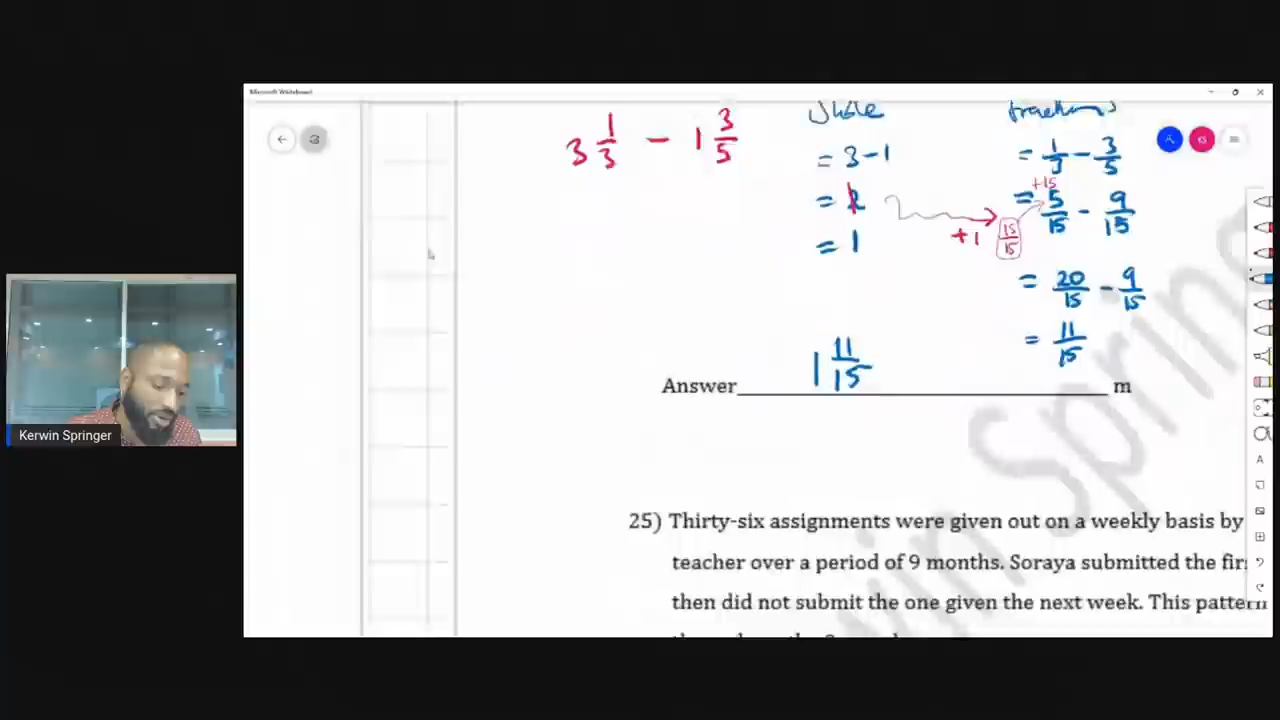 Microsoft Whiteboard
Whole fractions
3 1/3 − 1 3/5
= 3 − 1
= 1/3 − 3/5
+15
= 2
= 5/15 − 9/15
+1
15/15
= 1
= 20/15 − 9/15
= 11/15
1 11/15
Answer m
25) Thirty-six assignments were given out on a weekly basis by
teacher over a period of 9 months. Soraya submitted the fir
then did not submit the one given the next week. This pattern
Kerwin Springer
KS